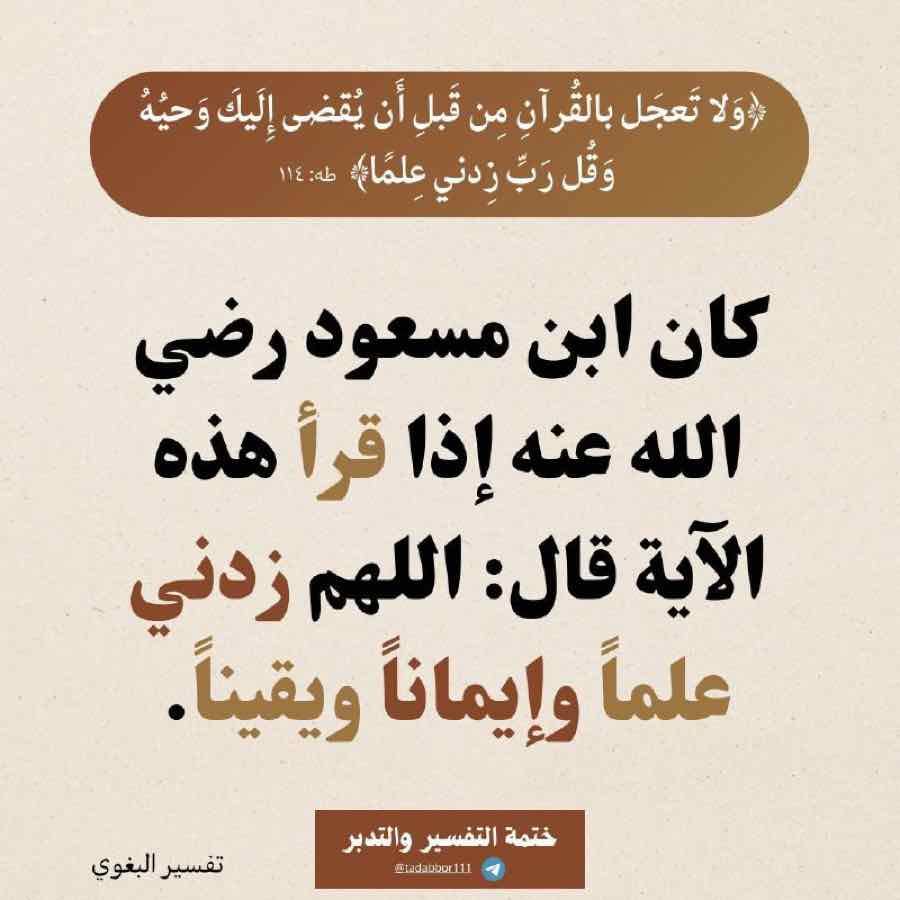 ﴿وَلا تَعجَل بالقُرآنِ مِن قَبلِ أَن يُقضى إِلَيكَ وَحيُهُ
وَقُل رَبِّ زِدني عِلمًا﴾ طه: ١١٤
كان ابن مسعود رضي
الله عنه إذا قرأ هذه
الآية قال: اللهم زدني
علماً وإيماناً ويقيناً.
ختمة التفسير والتدبر
@tadabbor111
تفسير البغوي